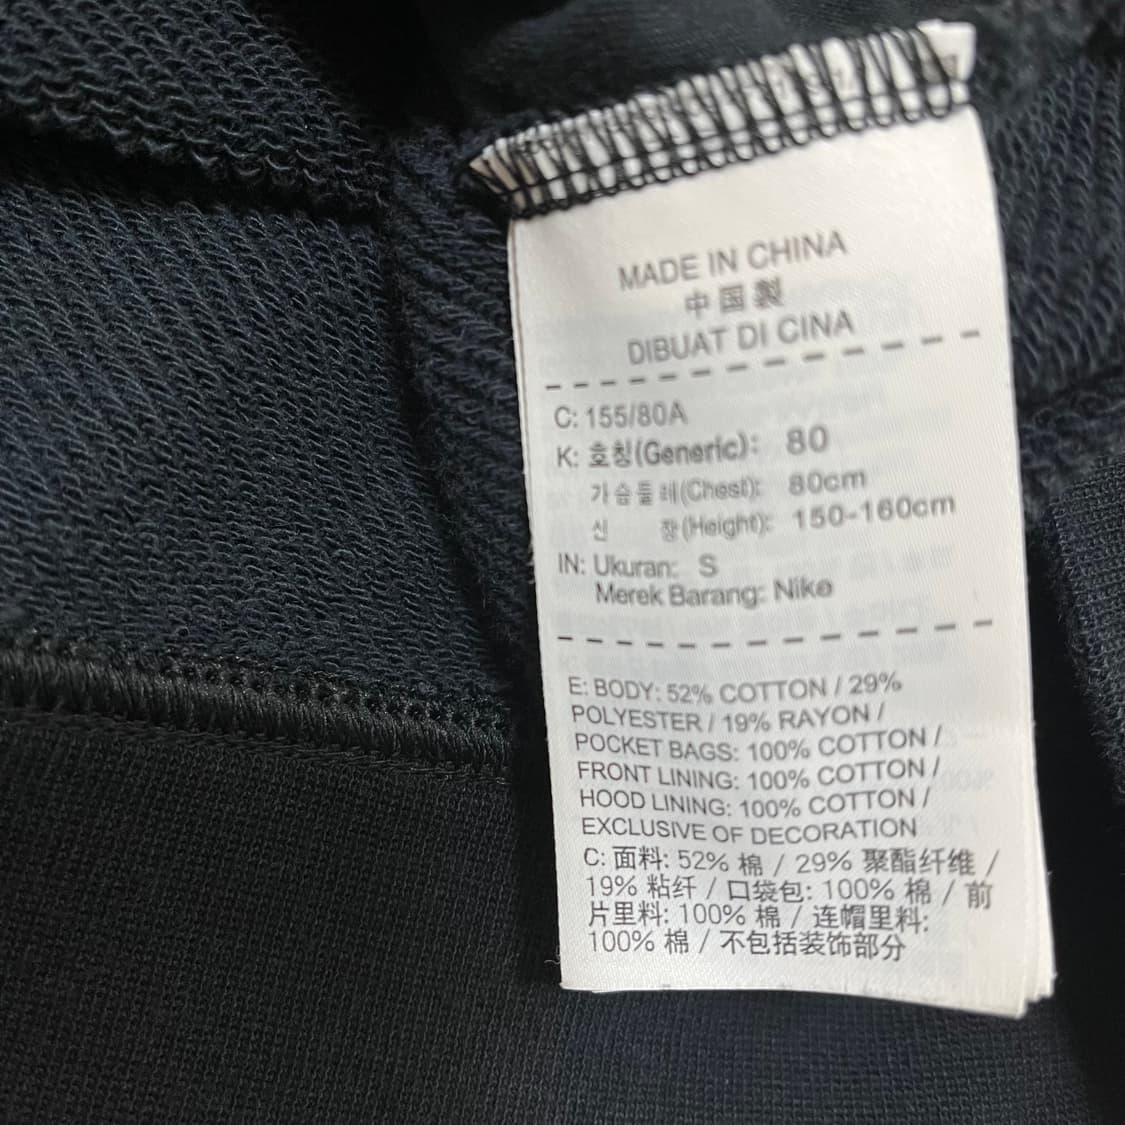 MADE IN CHINA
中国製
DIBUAT DI CINA
C: 155/80A
K: 호칭(Generic): 80
가슴둘레(Chest): 80cm
신 장(Height): 150-160cm
IN: Ukuran: S
Merek Barang: Nike
E: BODY: 52% COTTON / 29%
POLYESTER / 19% RAYON /
POCKET BAGS: 100% COTTON /
FRONT LINING: 100% COTTON /
HOOD LINING: 100% COTTON /
EXCLUSIVE OF DECORATION
C: 面料: 52% 棉 / 29% 聚酯纤维 /
19% 粘纤 / 口袋包: 100% 棉 / 前
片里料: 100% 棉 / 连帽里料:
100% 棉 / 不包括装饰部分